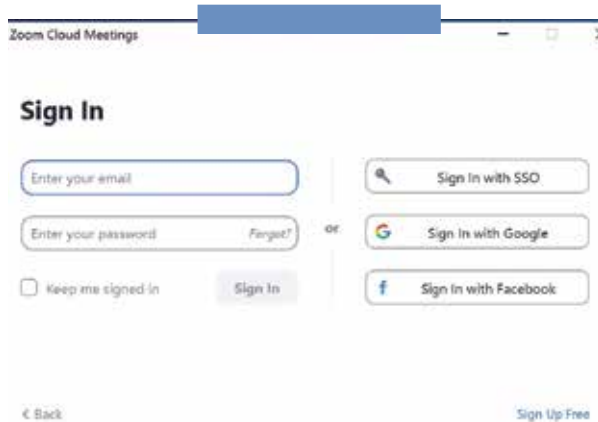 Zoom Cloud Meetings
Sign In
Enter your email
Enter your password Forgot?
Keep me signed in Sign In
or
Sign In with SSO
Sign In with Google
Sign In with Facebook
< Back
Sign Up Free